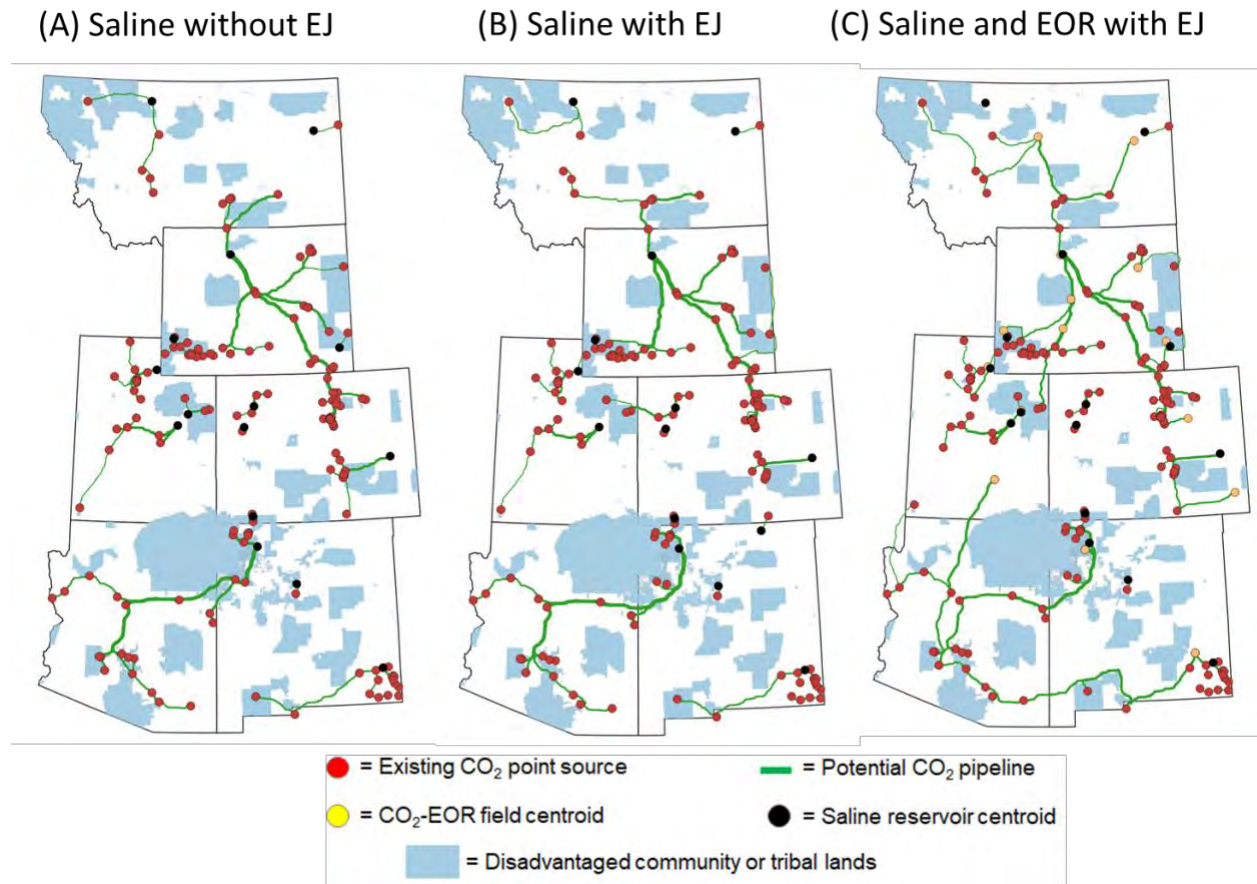 (A) Saline without EJ
(B) Saline with EJ
(C) Saline and EOR with EJ
= Existing CO₂ point source
= Potential CO₂ pipeline
= CO₂-EOR field centroid
= Saline reservoir centroid
= Disadvantaged community or tribal lands